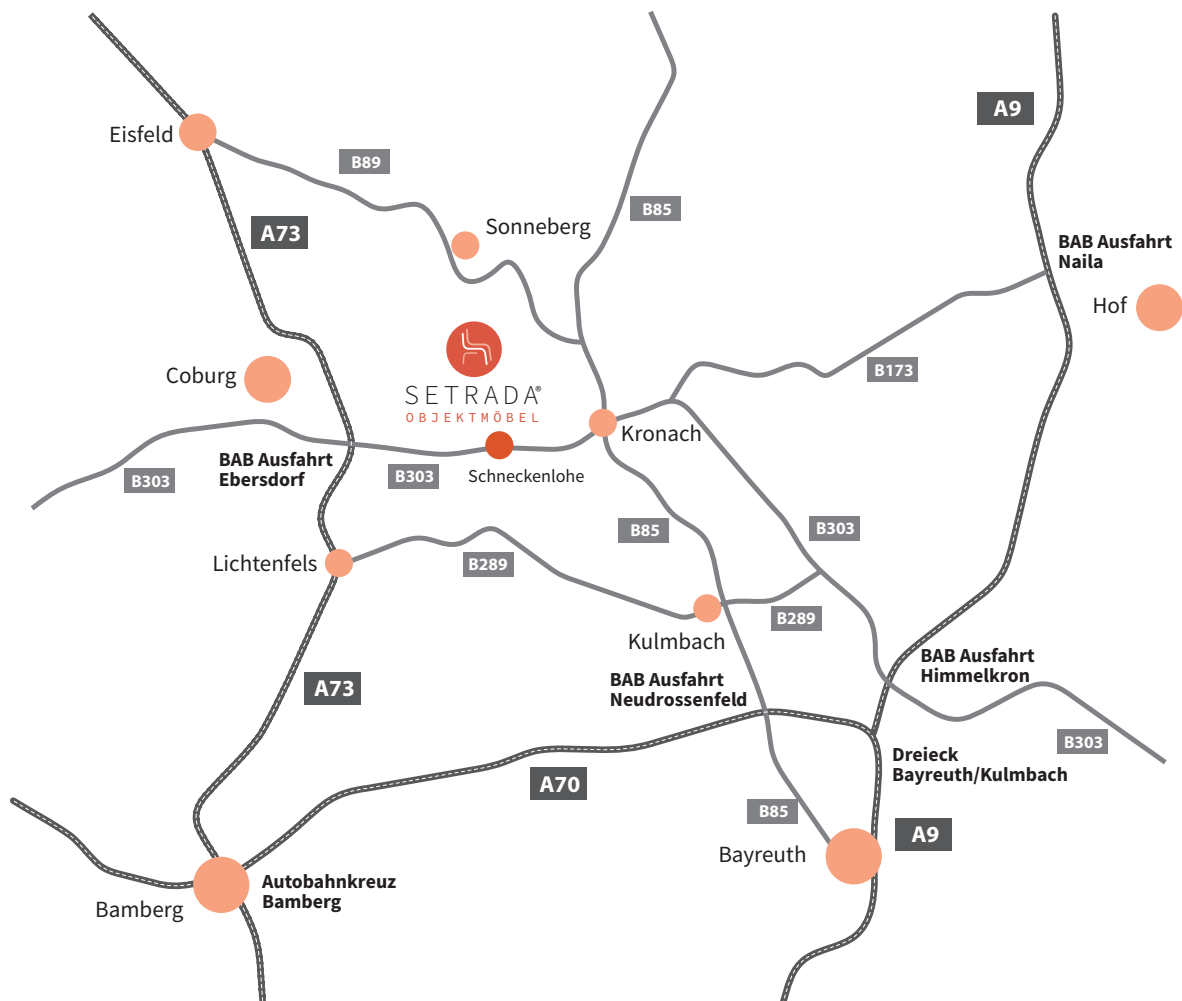 A9
Eisfeld
B89
B85
A73
Sonneberg
BAB Ausfahrt
Naila
Hof
Coburg
SETRADA®
OBJEKTMÖBEL
B173
Kronach
BAB Ausfahrt
Ebersdorf
B303
B303
Schneckenlohe
B85
B303
Lichtenfels
B289
B289
Kulmbach
BAB Ausfahrt
Himmelkron
A73
BAB Ausfahrt
Neudrossenfeld
B303
Dreieck
Bayreuth/Kulmbach
A70
B85
A9
Bayreuth
Autobahnkreuz
Bamberg
Bamberg